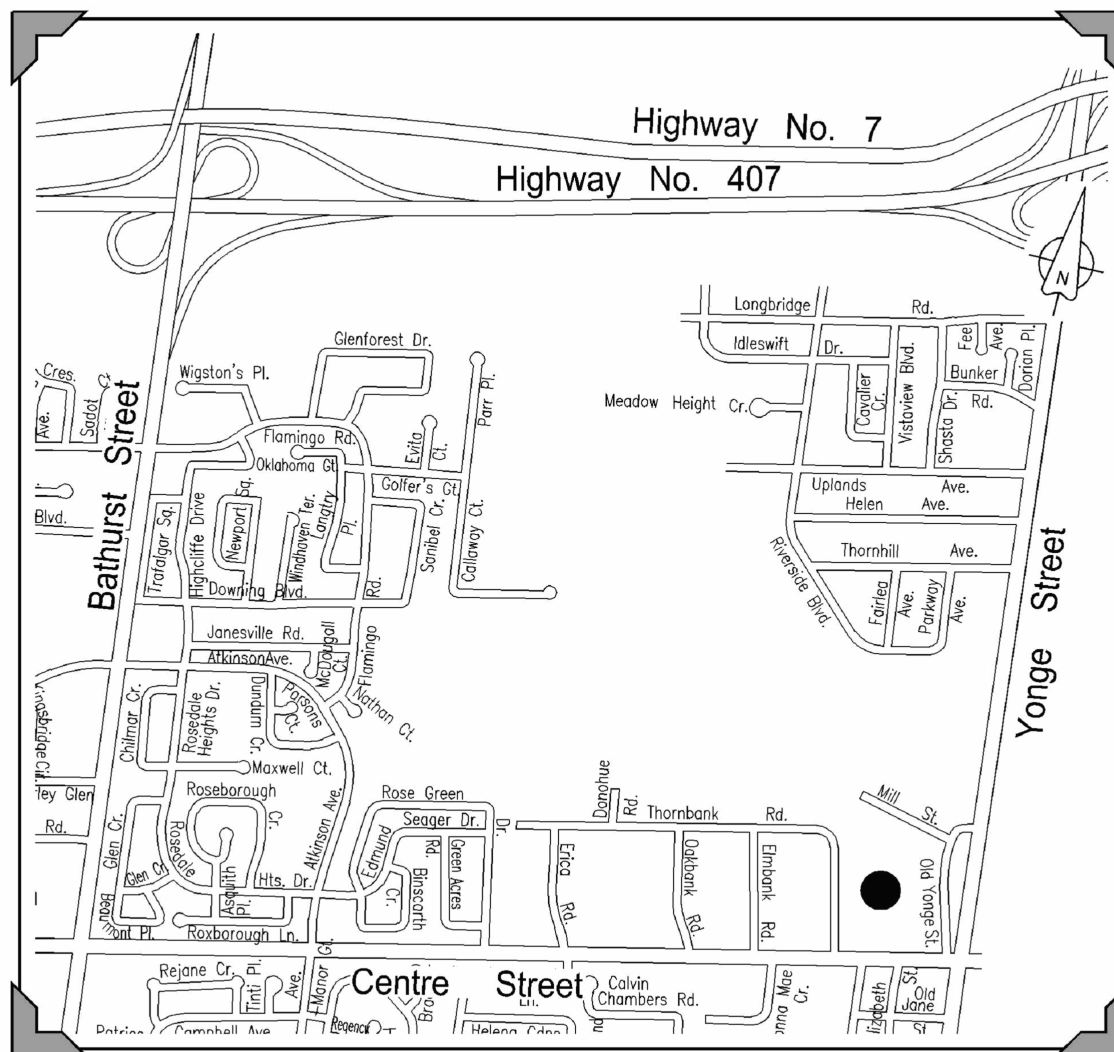 Highway No. 7
Highway No. 407
N
Longbridge Rd.
Idleswift Dr.
Fee Ave.
Dorian Pl.
Bunker Rd.
Vistaview Blvd.
Cavalier Cr.
Shasta Dr.
Meadow Height Cr.
Glenforest Dr.
Wigston's Pl.
Parr Pl.
Cres.
Ave.
Sadot Ct.
Bathurst Street
Flamingo Rd.
Evita Ct.
Oklahoma Gt.
Golfer's Gt.
Blvd.
Uplands Ave.
Helen Ave.
Thornhill Ave.
Riverside Blvd.
Fairlea Ave.
Parkway Ave.
Yonge Street
Trafalgar Sq.
Highcliffe Drive
Newport Sq.
Windhaven Ter.
Langtry Pl.
Sanibel Cr.
Callaway Ct.
Downing Blvd.
Flamingo Rd.
Janesville Rd.
McDougall Ct.
Atkinson Ave.
Parsons Ct.
Nathan Ct.
Dundurn Cr.
Chilmar Cr.
Rosedale Heights Dr.
Maxwell Ct.
Roseborough Cr.
Rd.
Glen Cr.
Glen Cr.
Rosedale Hts. Dr.
Atkinson Ave.
Asquith Pl.
Beaumont Pl.
Roxborough Ln.
Rose Green Dr.
Seager Dr.
Edmund Cr.
Binscarth Rd.
Green Acres
Donohue Rd.
Thornbank Rd.
Erica Rd.
Oakbank Rd.
Elmbank Rd.
Mill St.
Old Yonge St.
Centre Street
Rejane Cr.
Tinti Pl.
Ave.
Manor Gt.
Campbell Ave.
Regency
Calvin Chambers Rd.
Old Jane St.
St.